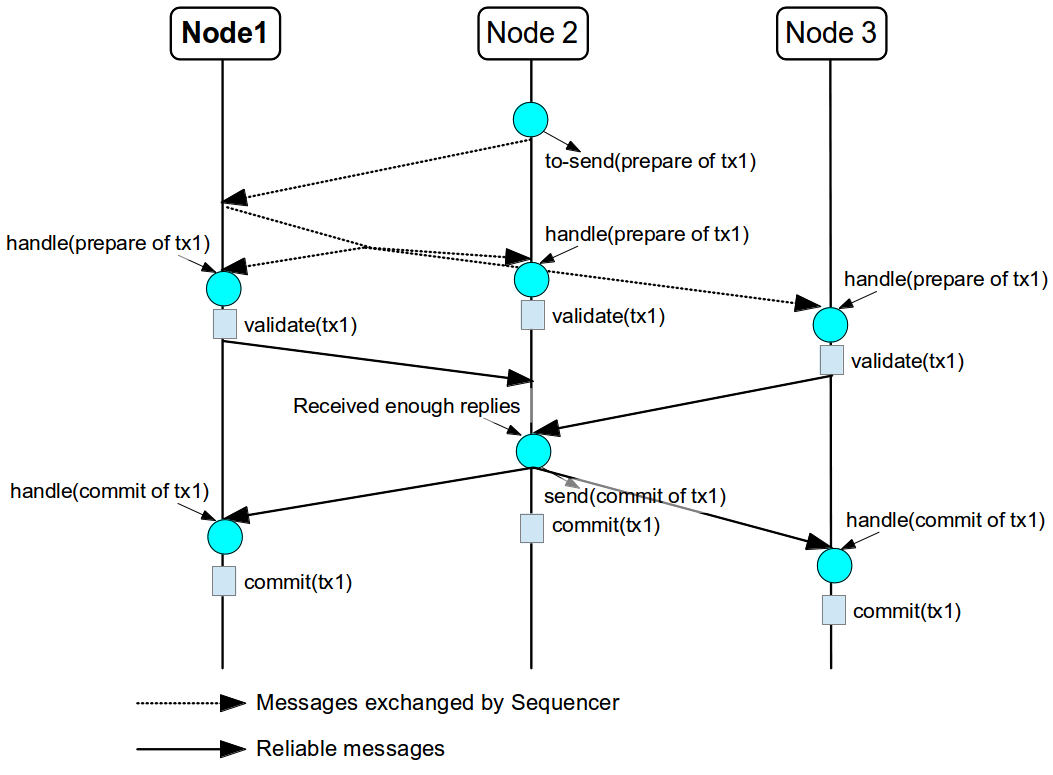 Node1
Node 2
Node 3
to-send(prepare of tx1)
handle(prepare of tx1)
handle(prepare of tx1)
handle(prepare of tx1)
validate(tx1)
validate(tx1)
validate(tx1)
Received enough replies
handle(commit of tx1)
send(commit of tx1)
commit(tx1)
handle(commit of tx1)
commit(tx1)
commit(tx1)
Messages exchanged by Sequencer
Reliable messages